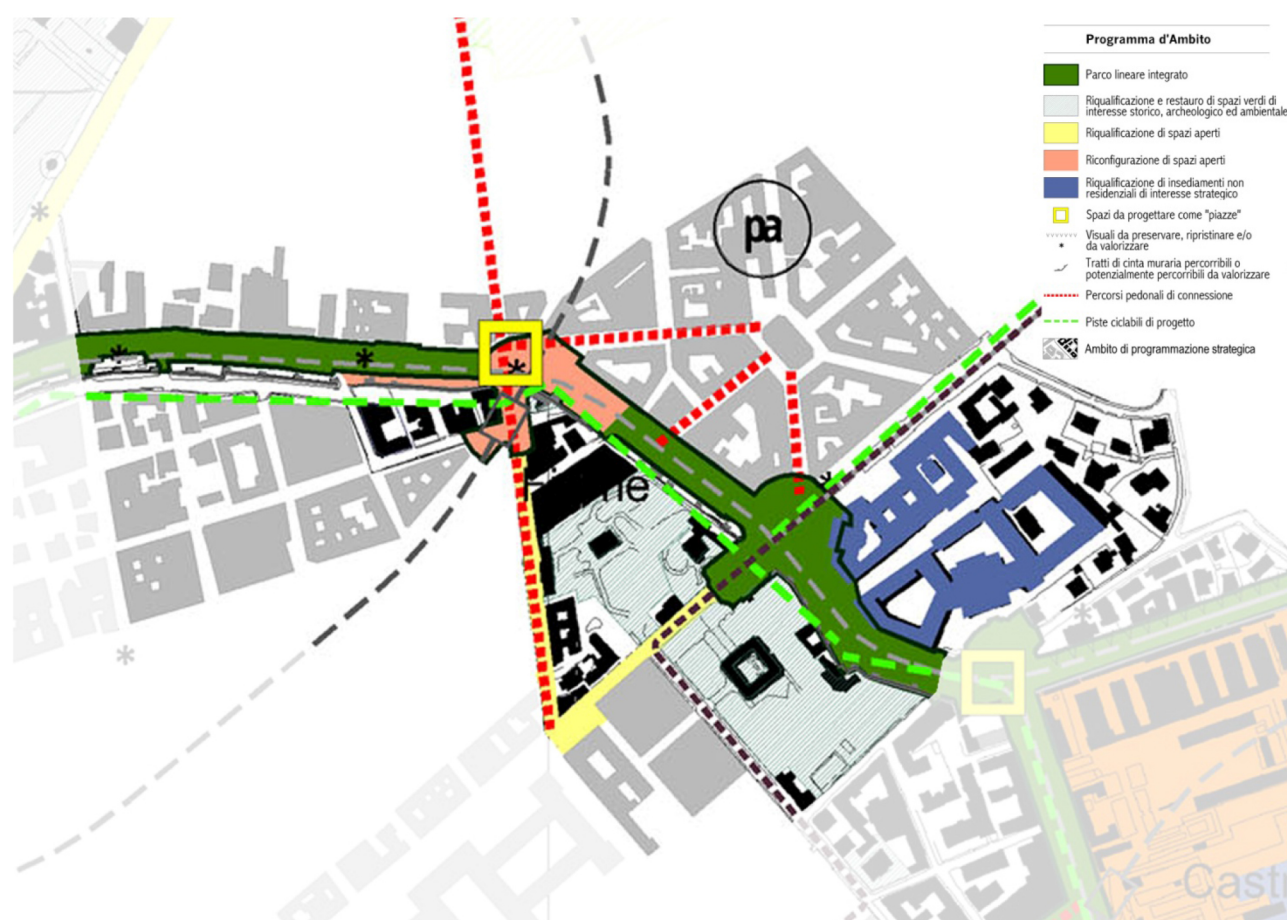 Programma d'Ambito
Parco lineare integrato
Riqualificazione e restauro di spazi verdi di
interesse storico, archeologico ed ambientale
Riqualificazione di spazi aperti
Riconfigurazione di spazi aperti
Riqualificazione di insediamenti non
residenziali di interesse strategico
Spazi da progettare come "piazze"
Visuali da preservare, ripristinare e/o
da valorizzare
Tratti di cinta muraria percorribili o
potenzialmente percorribili da valorizzare
Percorsi pedonali di connessione
Piste ciclabili di progetto
Ambito di programmazione strategica
pa
Castr